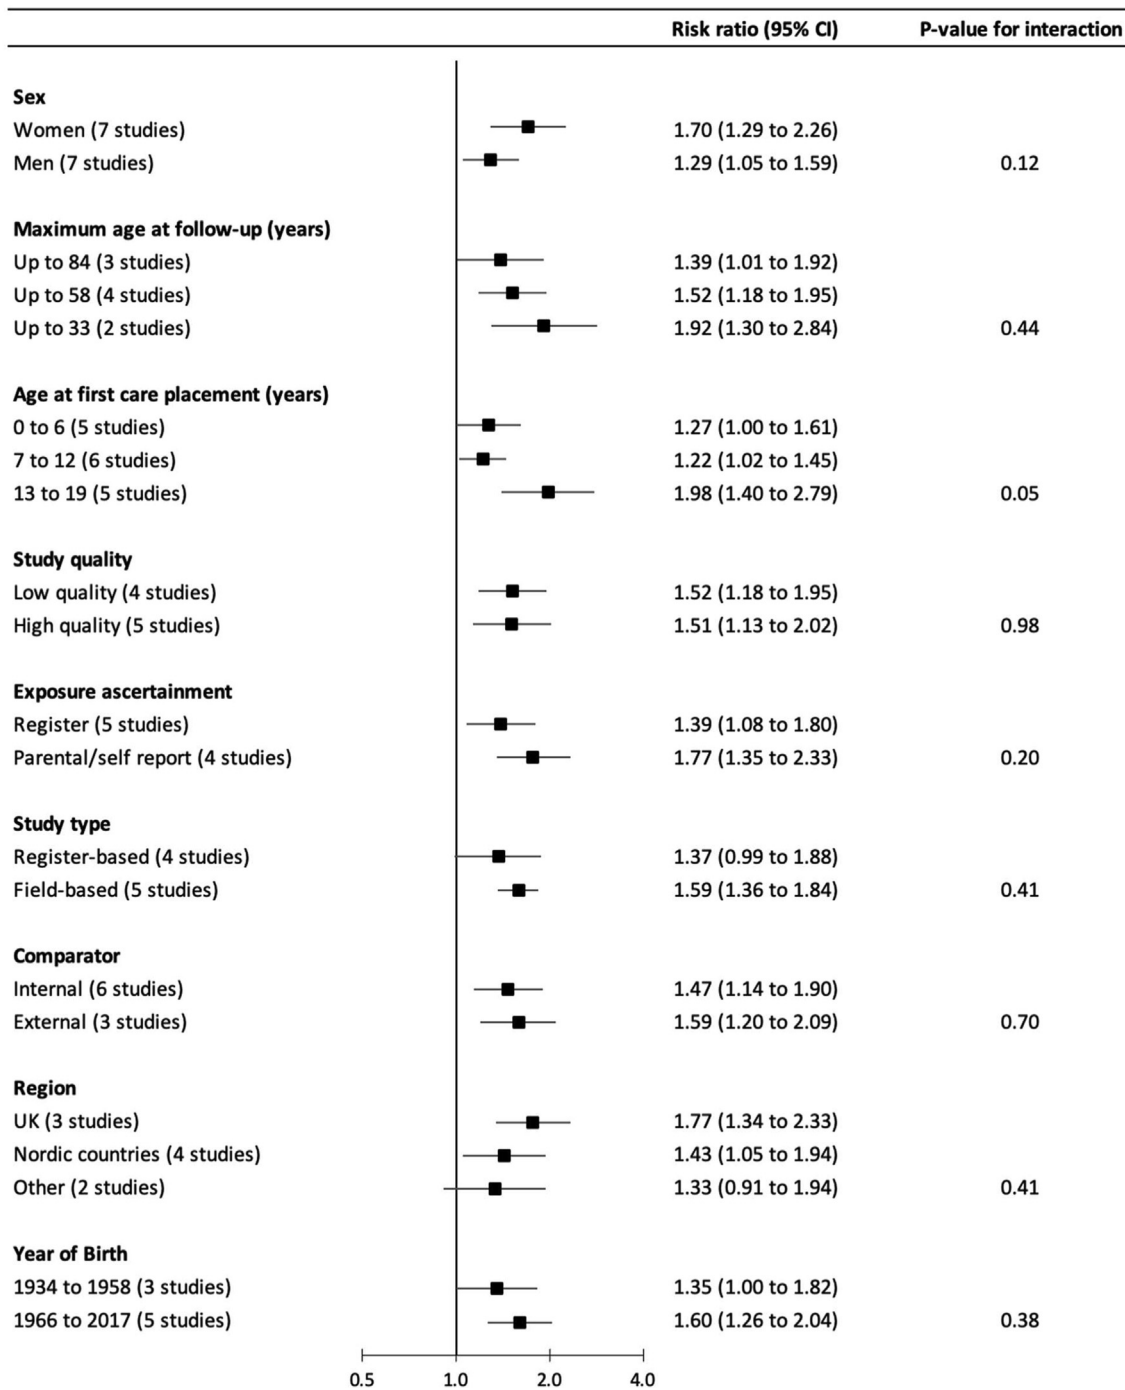 Risk ratio (95% CI) P-value for interaction
Sex
Women (7 studies) 1.70 (1.29 to 2.26)
Men (7 studies) 1.29 (1.05 to 1.59) 0.12
Maximum age at follow-up (years)
Up to 84 (3 studies) 1.39 (1.01 to 1.92)
Up to 58 (4 studies) 1.52 (1.18 to 1.95)
Up to 33 (2 studies) 1.92 (1.30 to 2.84) 0.44
Age at first care placement (years)
0 to 6 (5 studies) 1.27 (1.00 to 1.61)
7 to 12 (6 studies) 1.22 (1.02 to 1.45)
13 to 19 (5 studies) 1.98 (1.40 to 2.79) 0.05
Study quality
Low quality (4 studies) 1.52 (1.18 to 1.95)
High quality (5 studies) 1.51 (1.13 to 2.02) 0.98
Exposure ascertainment
Register (5 studies) 1.39 (1.08 to 1.80)
Parental/self report (4 studies) 1.77 (1.35 to 2.33) 0.20
Study type
Register-based (4 studies) 1.37 (0.99 to 1.88)
Field-based (5 studies) 1.59 (1.36 to 1.84) 0.41
Comparator
Internal (6 studies) 1.47 (1.14 to 1.90)
External (3 studies) 1.59 (1.20 to 2.09) 0.70
Region
UK (3 studies) 1.77 (1.34 to 2.33)
Nordic countries (4 studies) 1.43 (1.05 to 1.94)
Other (2 studies) 1.33 (0.91 to 1.94) 0.41
Year of Birth
1934 to 1958 (3 studies) 1.35 (1.00 to 1.82)
1966 to 2017 (5 studies) 1.60 (1.26 to 2.04) 0.38
0.5 1.0 2.0 4.0